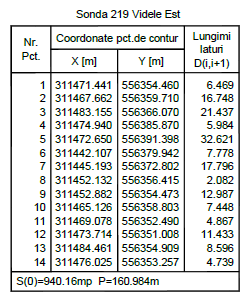 Sonda 219 Videle Est
Nr. Pct. Coordonate pct.de contur Lungimi laturi D(i,i+1)
X [m] Y [m]
1 311471.441 556354.460 6.469
2 311467.662 556359.710 16.748
3 311483.155 556366.070 21.437
4 311474.940 556385.870 5.984
5 311472.650 556391.398 32.621
6 311442.107 556379.942 7.778
7 311445.193 556372.802 17.796
8 311452.132 556356.415 2.082
9 311452.882 556354.473 12.987
10 311465.126 556358.803 7.448
11 311469.078 556352.490 4.867
12 311473.714 556351.008 11.433
13 311484.461 556354.909 8.596
14 311476.025 556353.257 4.739
S(0)=940.16mp P=160.984m